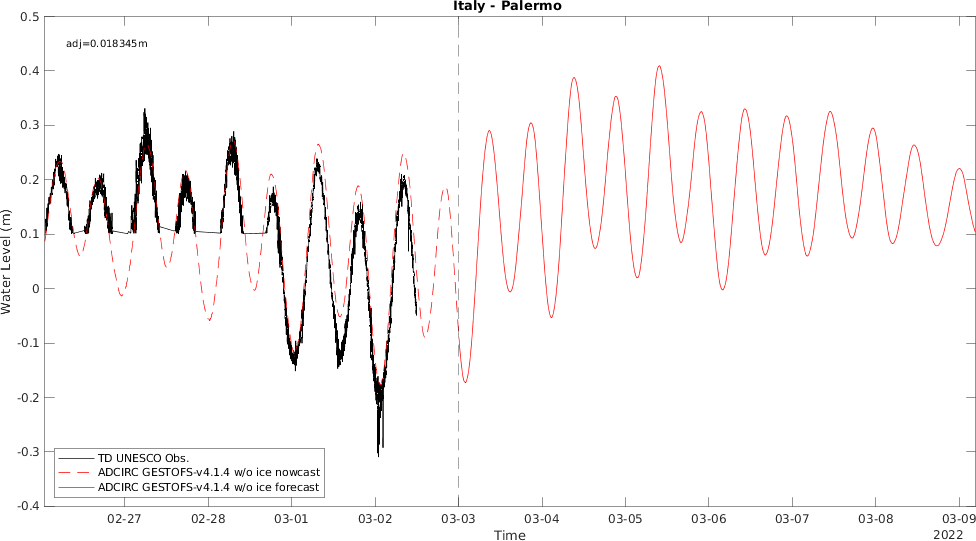 Italy - Palermo
adj=0.018345m
Water Level (m)
0.5
0.4
0.3
0.2
0.1
0
-0.1
-0.2
-0.3
-0.4
TD UNESCO Obs.
ADCIRC GESTOFS-v4.1.4 w/o ice nowcast
ADCIRC GESTOFS-v4.1.4 w/o ice forecast
02-27 02-28 03-01 03-02 03-03 03-04 03-05 03-06 03-07 03-08 03-09
Time
2022